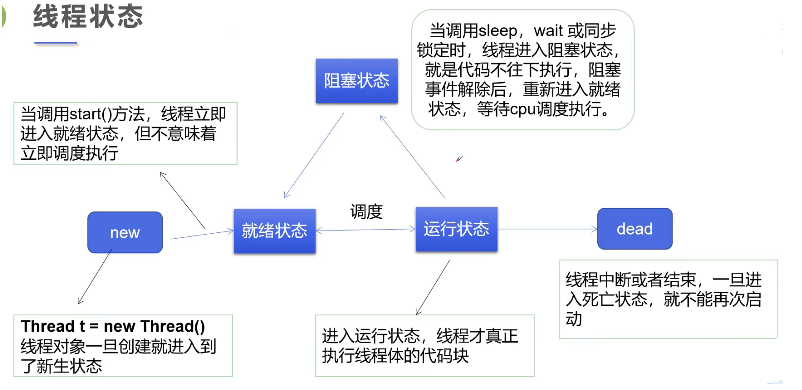 线程状态
当调用sleep，wait 或同步
锁定时，线程进入阻塞状态，
就是代码不往下执行，阻塞
事件解除后，重新进入就绪
状态，等待cpu调度执行。
阻塞状态
当调用start()方法，线程立即
进入就绪状态，但不意味着
立即调度执行
new
就绪状态
调度
运行状态
dead
线程中断或者结束，一旦进
入死亡状态，就不能再次启
动
Thread t = new Thread()
线程对象一旦创建就进入到
了新生状态
进入运行状态，线程才真正
执行线程体的代码块